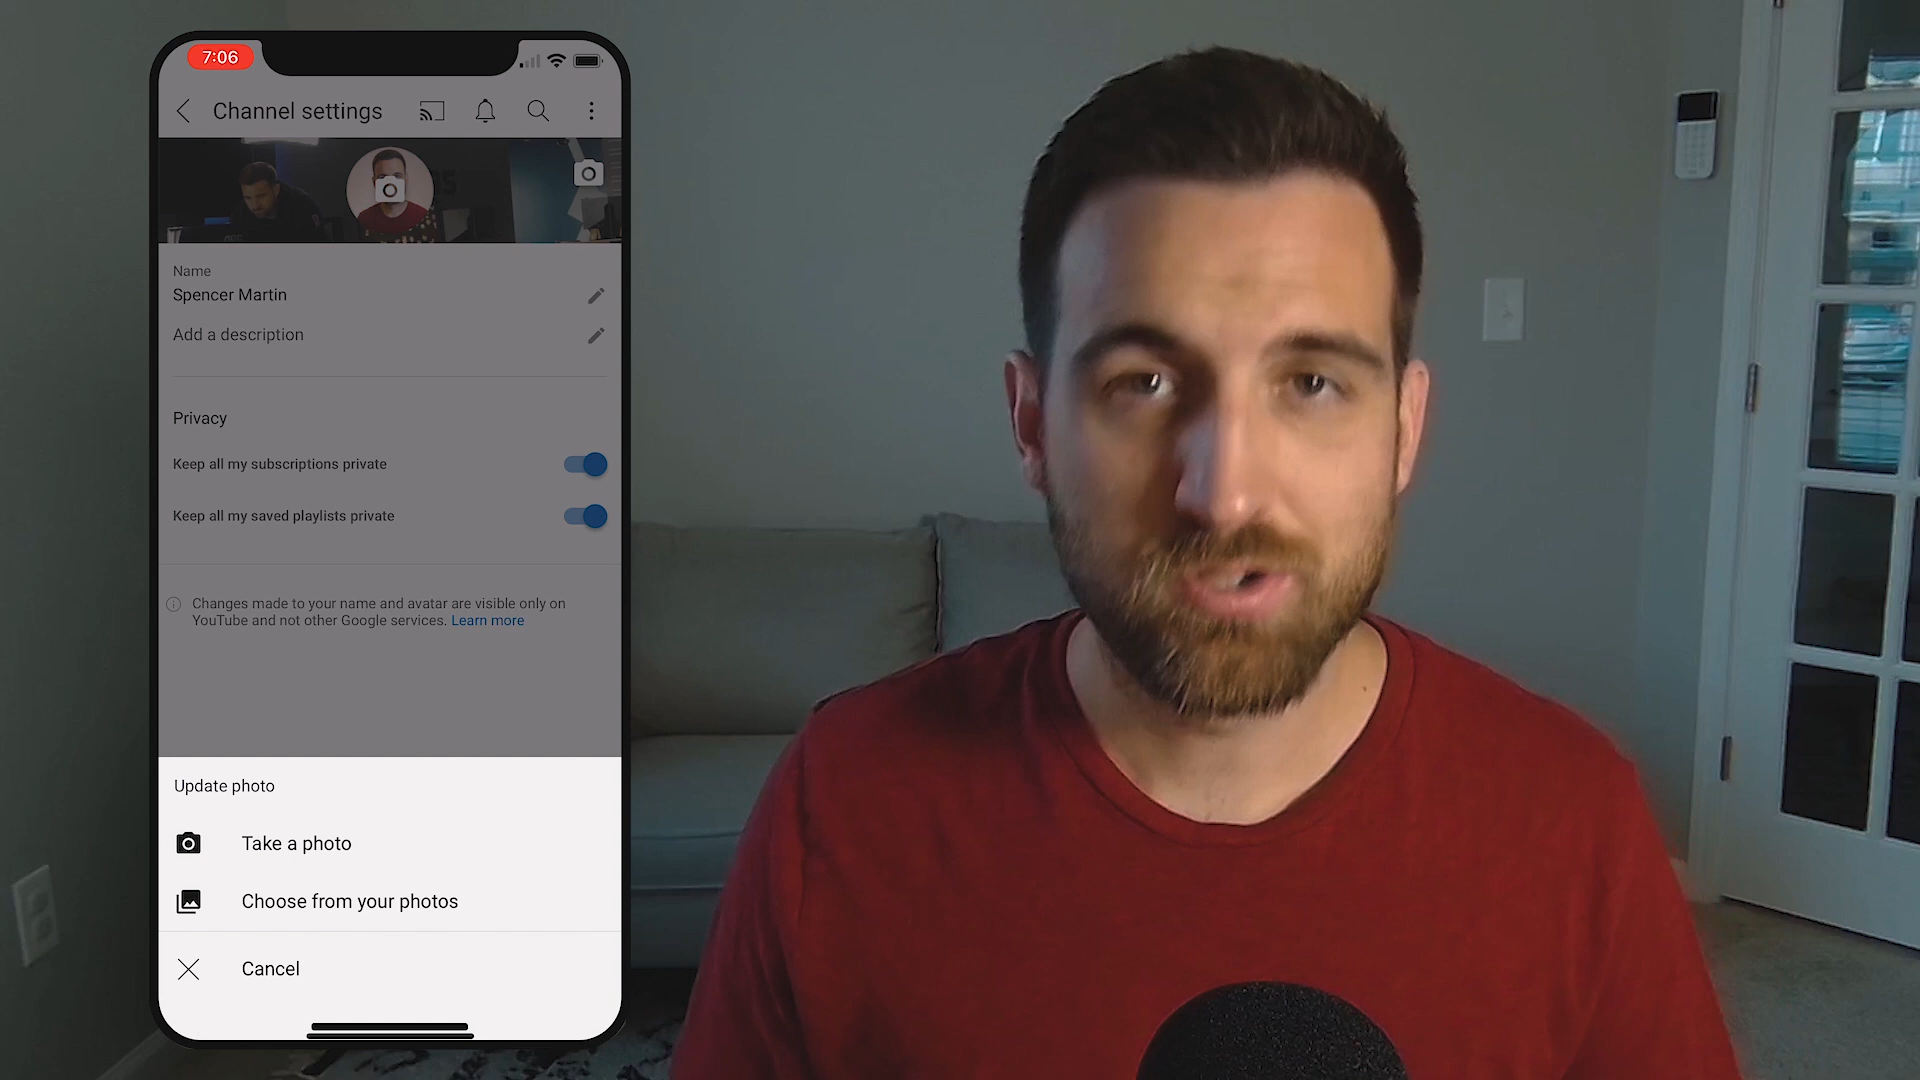 7:06
Channel settings
Name
Spencer Martin
Add a description
Privacy
Keep all my subscriptions private
Keep all my saved playlists private
Changes made to your name and avatar are visible only on
YouTube and not other Google services. Learn more
Update photo
Take a photo
Choose from your photos
Cancel